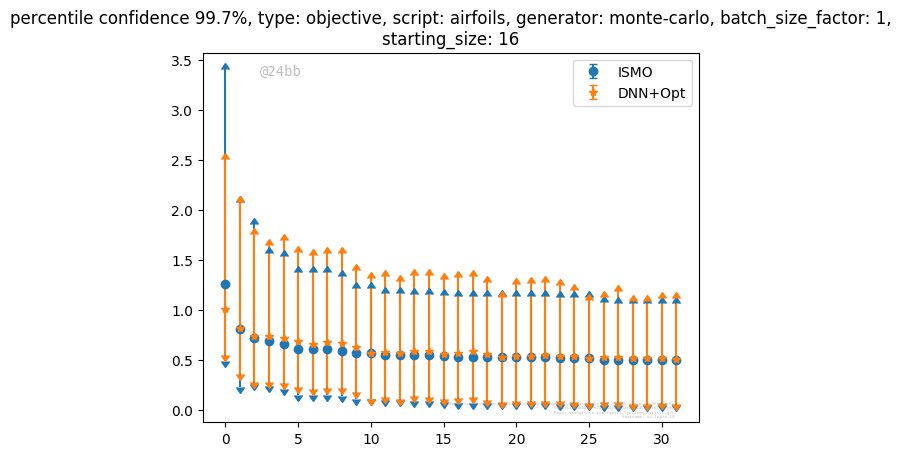 percentile confidence 99.7%, type: objective, script: airfoils, generator: monte-carlo, batch_size_factor: 1,
starting_size: 16
@24bb
ISMO
DNN+Opt
3.5
3.0
2.5
2.0
1.5
1.0
0.5
0.0
0 5 10 15 20 25 30